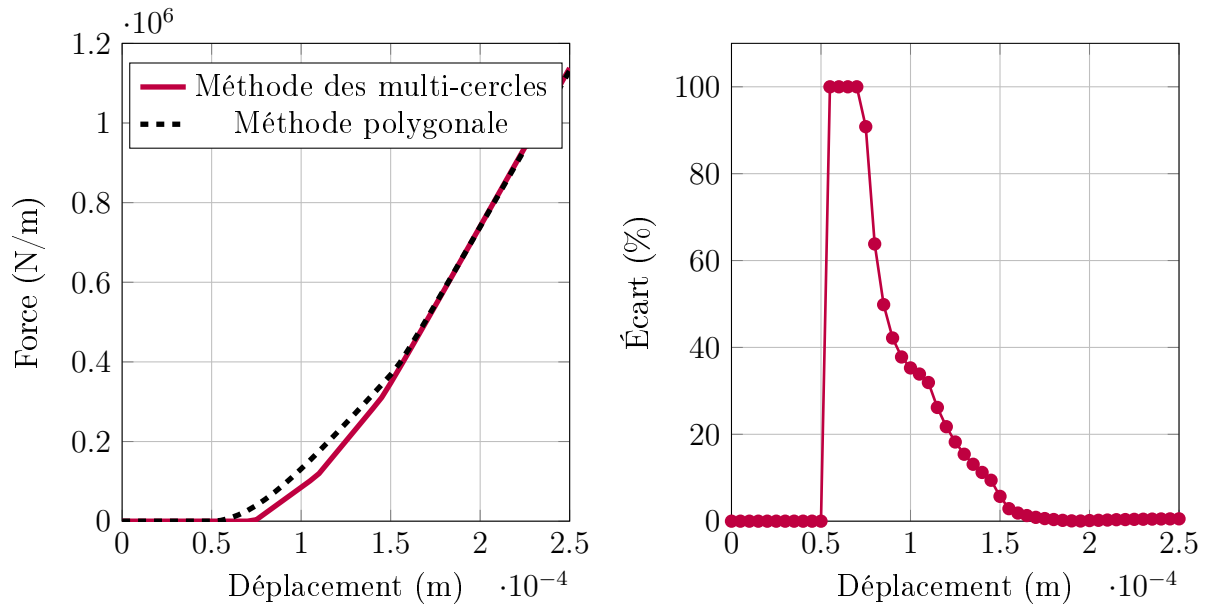 ·10^6
1.2
1
0.8
0.6
0.4
0.2
0
0 0.5 1 1.5 2 2.5
Force (N/m)
Déplacement (m) ·10^-4
Méthode des multi-cercles
Méthode polygonale
100
80
60
40
20
0
0 0.5 1 1.5 2 2.5
Écart (%)
Déplacement (m) ·10^-4